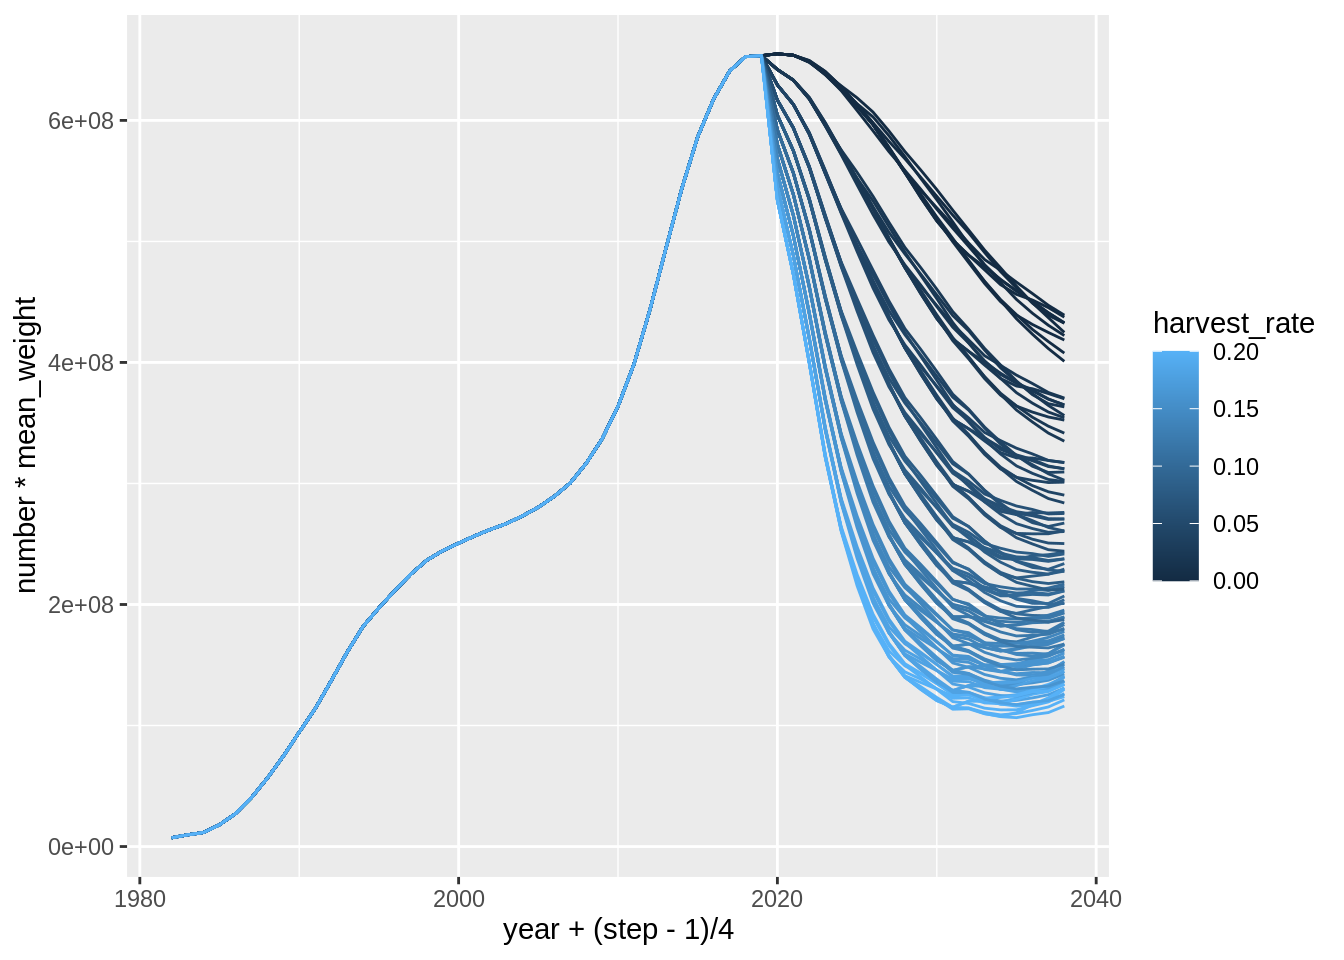 number * mean_weight
6e+08
4e+08
2e+08
0e+00
1980
2000
2020
2040
year + (step - 1)/4
harvest_rate
0.20
0.15
0.10
0.05
0.00